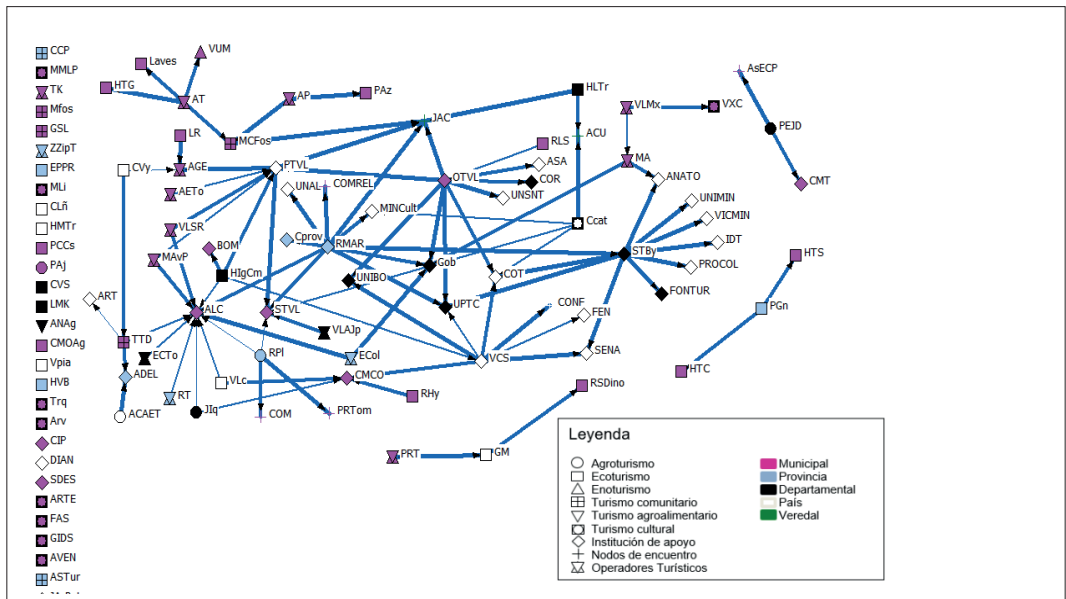 CCP
MMLP
TK
Mfos
GSL
ZZipT
EPPR
MLi
CLñ
HMTr
PCCs
PAj
CVS
LMK
ANAg
CMOAg
Vpia
HVB
Trq
Arv
CIP
DIAN
SDES
ARTE
FAS
GIDS
AVEN
ASTur
VUM
Laves
HTG
AT
AP
PAz
MCFos
LR
CVy
AGE
PTVL
AETo
UNAL
COMREL
JAC
HLTr
ACU
RLS
OTVL
ASA
COR
UNSNT
MINCult
VLMx
VXC
MA
ANATO
AsECP
PEJD
CMT
UNIMIN
VICMIN
IDT
PROCOL
FONTUR
STBy
Ccat
VLSR
BOM
MAvP
HIgCm
Cprov
RMAR
Gob
UNIBO
UPTC
COT
CONF
FEN
SENA
IVCS
HTS
PGn
HTC
ART
ALC
STVL
VLAJp
TTD
ECTo
RPl
ECol
ADEL
ACAET
RT
VLc
JIq
CMCO
RHy
COM
PRTom
RSDino
PRT
GM
Leyenda
Agroturismo
Ecoturismo
Enoturismo
Turismo comunitario
Turismo agroalimentario
Turismo cultural
Institución de apoyo
Nodos de encuentro
Operadores Turísticos
Municipal
Provincia
Departamental
País
Veredal